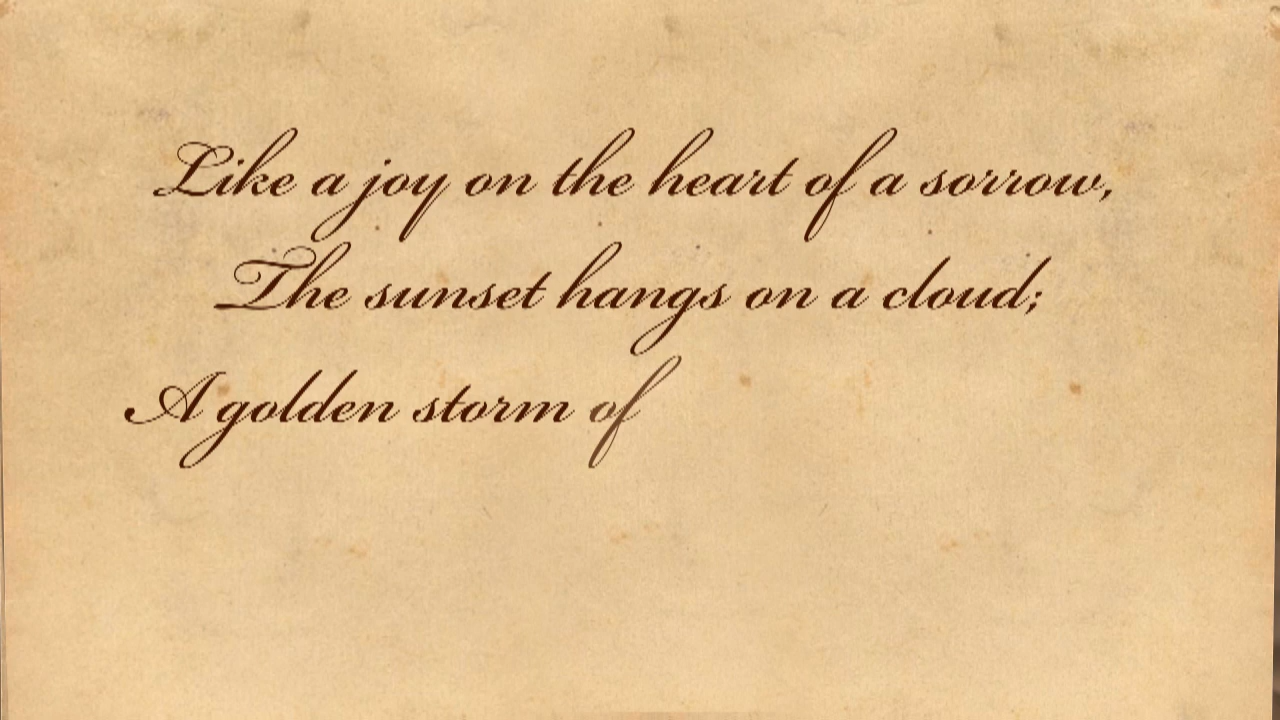 Like a joy on the heart of a sorrow,
The sunset hangs on a cloud;
A golden storm of